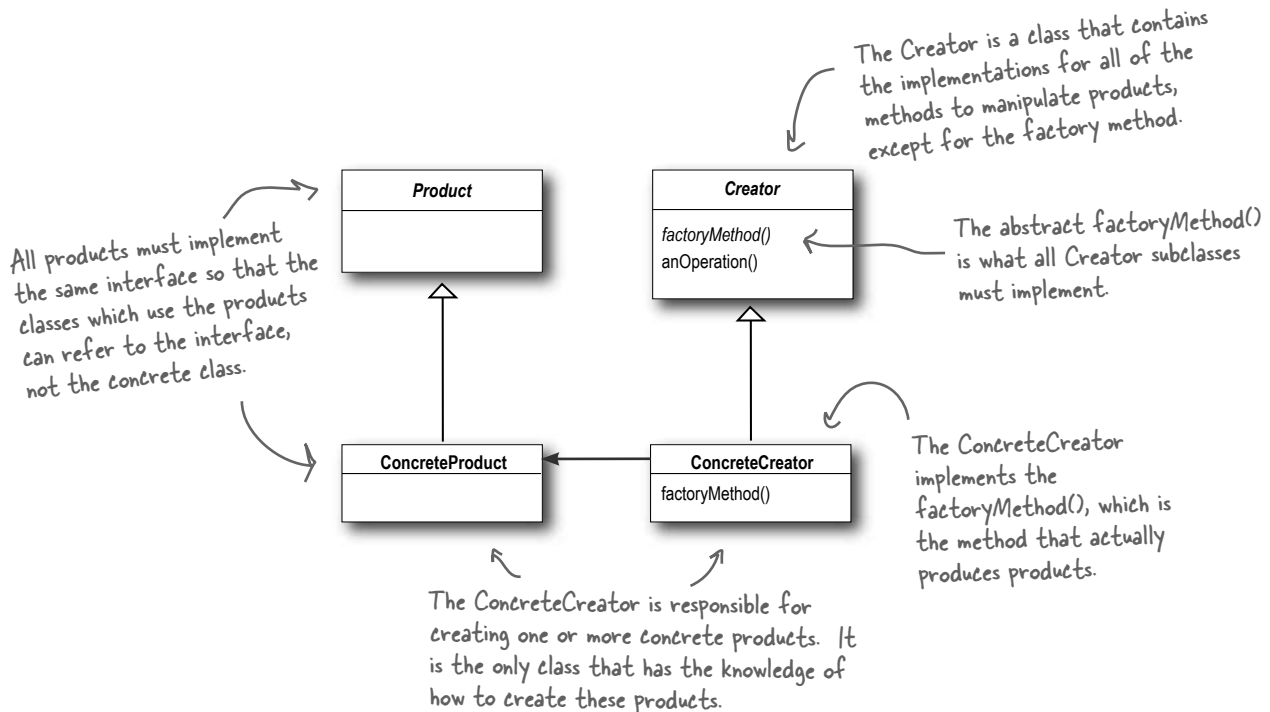 The Creator is a class that contains
the implementations for all of the
methods to manipulate products,
except for the factory method.
Product
Creator
factoryMethod()
anOperation()
All products must implement
the same interface so that the
classes which use the products
can refer to the interface,
not the concrete class.
The abstract factoryMethod()
is what all Creator subclasses
must implement.
ConcreteProduct
ConcreteCreator
factoryMethod()
The ConcreteCreator
implements the
factoryMethod(), which is
the method that actually
produces products.
The ConcreteCreator is responsible for
creating one or more concrete products. It
is the only class that has the knowledge of
how to create these products.